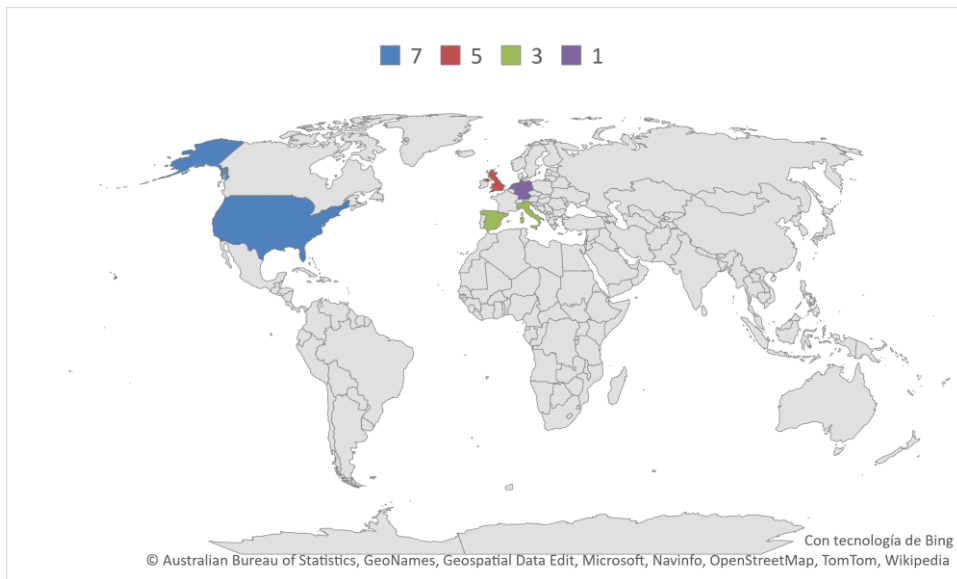 7 5 3 1
Con tecnología de Bing
© Australian Bureau of Statistics, GeoNames, Geospatial Data Edit, Microsoft, Navinfo, OpenStreetMap, TomTom, Wikipedia